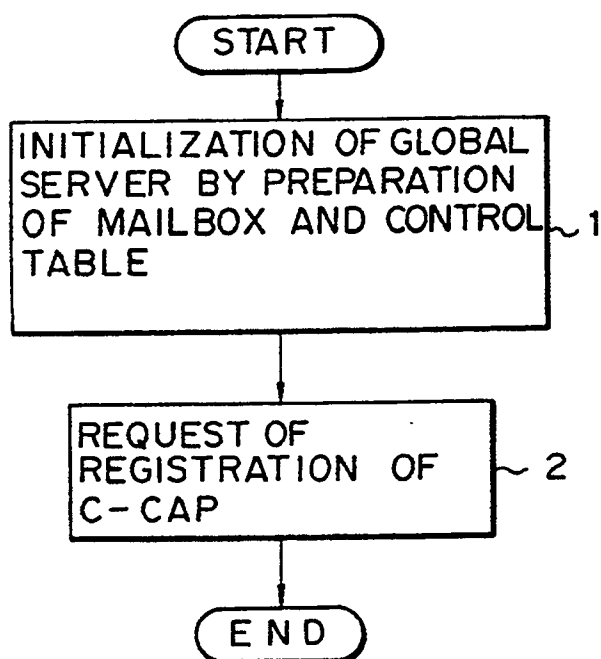 START
INITIALIZATION OF GLOBAL
SERVER BY PREPARATION
OF MAILBOX AND CONTROL
TABLE
1
REQUEST OF
REGISTRATION OF
C-CAP
2
END